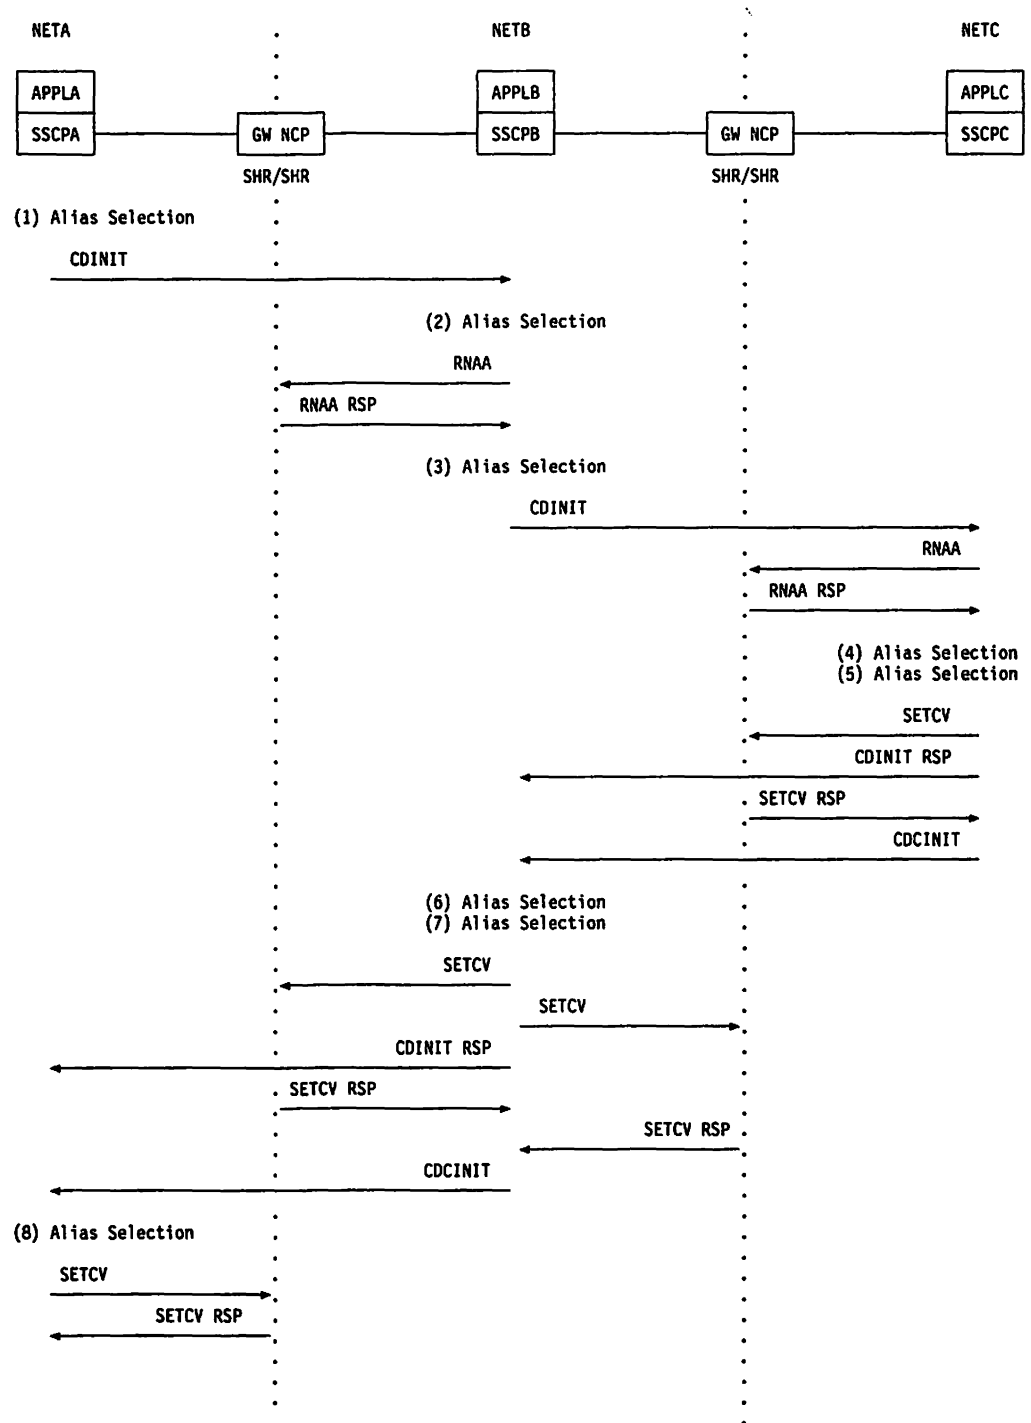 NETA NETB NETC
APPLA APPLB APPLC
SSCPA GW NCP SSCPB GW NCP SSCPC
SHR/SHR SHR/SHR
(1) Alias Selection
CDINIT
(2) Alias Selection
RNAA
RNAA RSP
(3) Alias Selection
CDINIT
RNAA
RNAA RSP
(4) Alias Selection
(5) Alias Selection
SETCV
CDINIT RSP
SETCV RSP
CDCINIT
(6) Alias Selection
(7) Alias Selection
SETCV
SETCV
CDINIT RSP
SETCV RSP
SETCV RSP
CDCINIT
(8) Alias Selection
SETCV
SETCV RSP